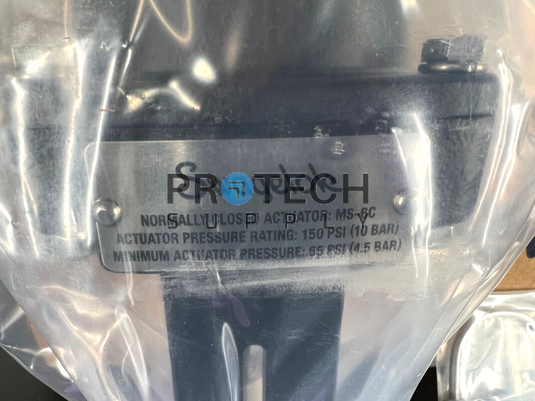 Swagelok
PROTECH
SUPPLY
NORMALLY CLOSED ACTUATOR: MS-6C
ACTUATOR PRESSURE RATING: 150 PSI (10 BAR)
MINIMUM ACTUATOR PRESSURE: 65 PSI (4.5 BAR)